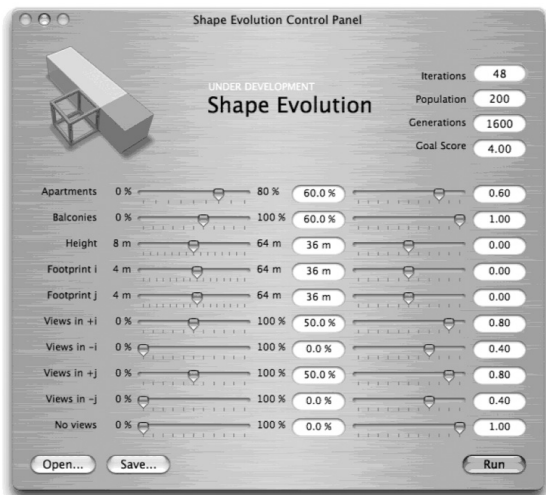 Shape Evolution Control Panel
UNDER DEVELOPMENT
Shape Evolution
Iterations 48
Population 200
Generations 1600
Goal Score 4.00
Apartments 0 % 80 % 60.0 % 0.60
Balconies 0 % 100 % 60.0 % 1.00
Height 8 m 64 m 36 m 0.00
Footprint i 4 m 64 m 36 m 0.00
Footprint j 4 m 64 m 36 m 0.00
Views in +i 0 % 100 % 50.0 % 0.80
Views in -i 0 % 100 % 0.0 % 0.40
Views in +j 0 % 100 % 50.0 % 0.80
Views in -j 0 % 100 % 0.0 % 0.40
No views 0 % 100 % 0.0 % 1.00
Open... Save... Run